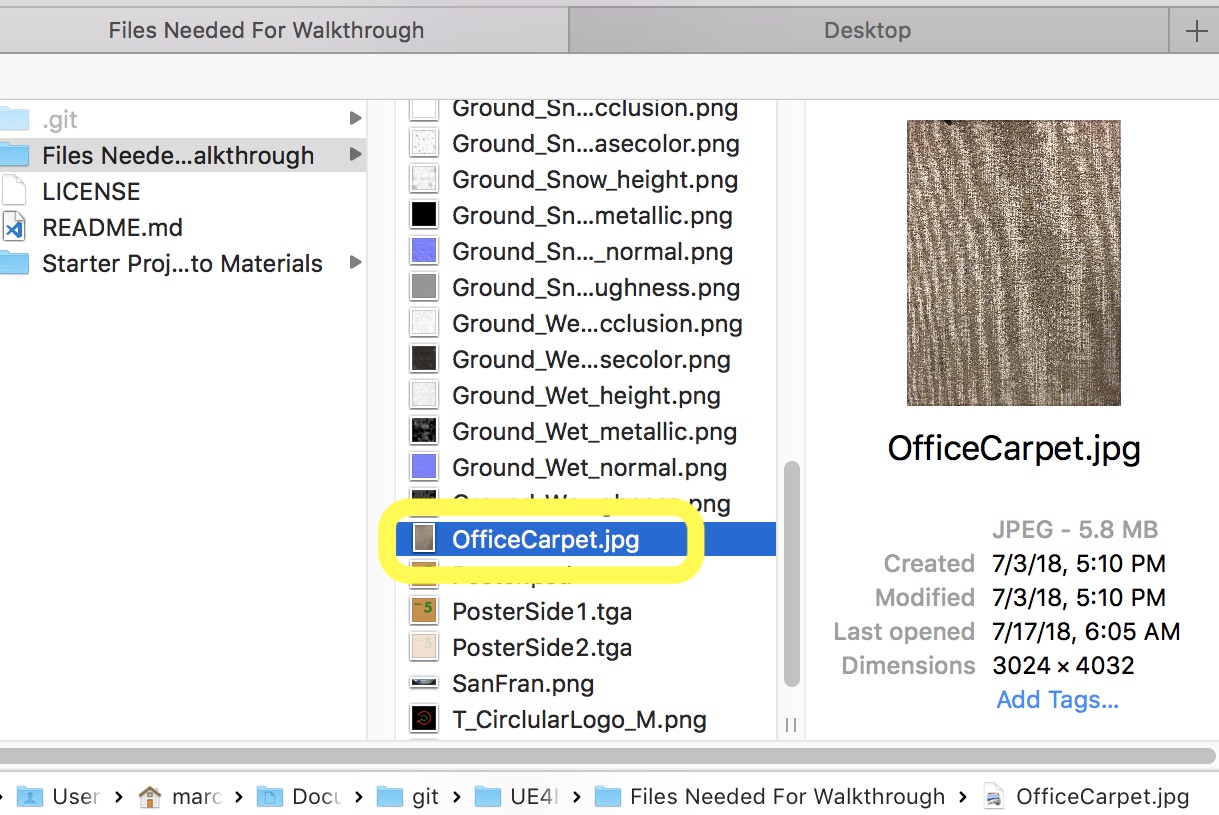 Files Needed For Walkthrough
Desktop
.git
Files Neede...alkthrough
LICENSE
README.md
Starter Proj...to Materials
Ground_Sn...cclusion.png
Ground_Sn...asecolor.png
Ground_Snow_height.png
Ground_Sn...metallic.png
Ground_Sn..._normal.png
Ground_Sn...ughness.png
Ground_We...cclusion.png
Ground_We...secolor.png
Ground_Wet_height.png
Ground_Wet_metallic.png
Ground_Wet_normal.png
OfficeCarpet.jpg
PosterSide1.tga
PosterSide2.tga
SanFran.png
T_CirclularLogo_M.png
OfficeCarpet.jpg
JPEG - 5.8 MB
Created 7/3/18, 5:10 PM
Modified 7/3/18, 5:10 PM
Last opened 7/17/18, 6:05 AM
Dimensions 3024 × 4032
Add Tags...
User › marc › Docu › git › UE4 › Files Needed For Walkthrough › OfficeCarpet.jpg